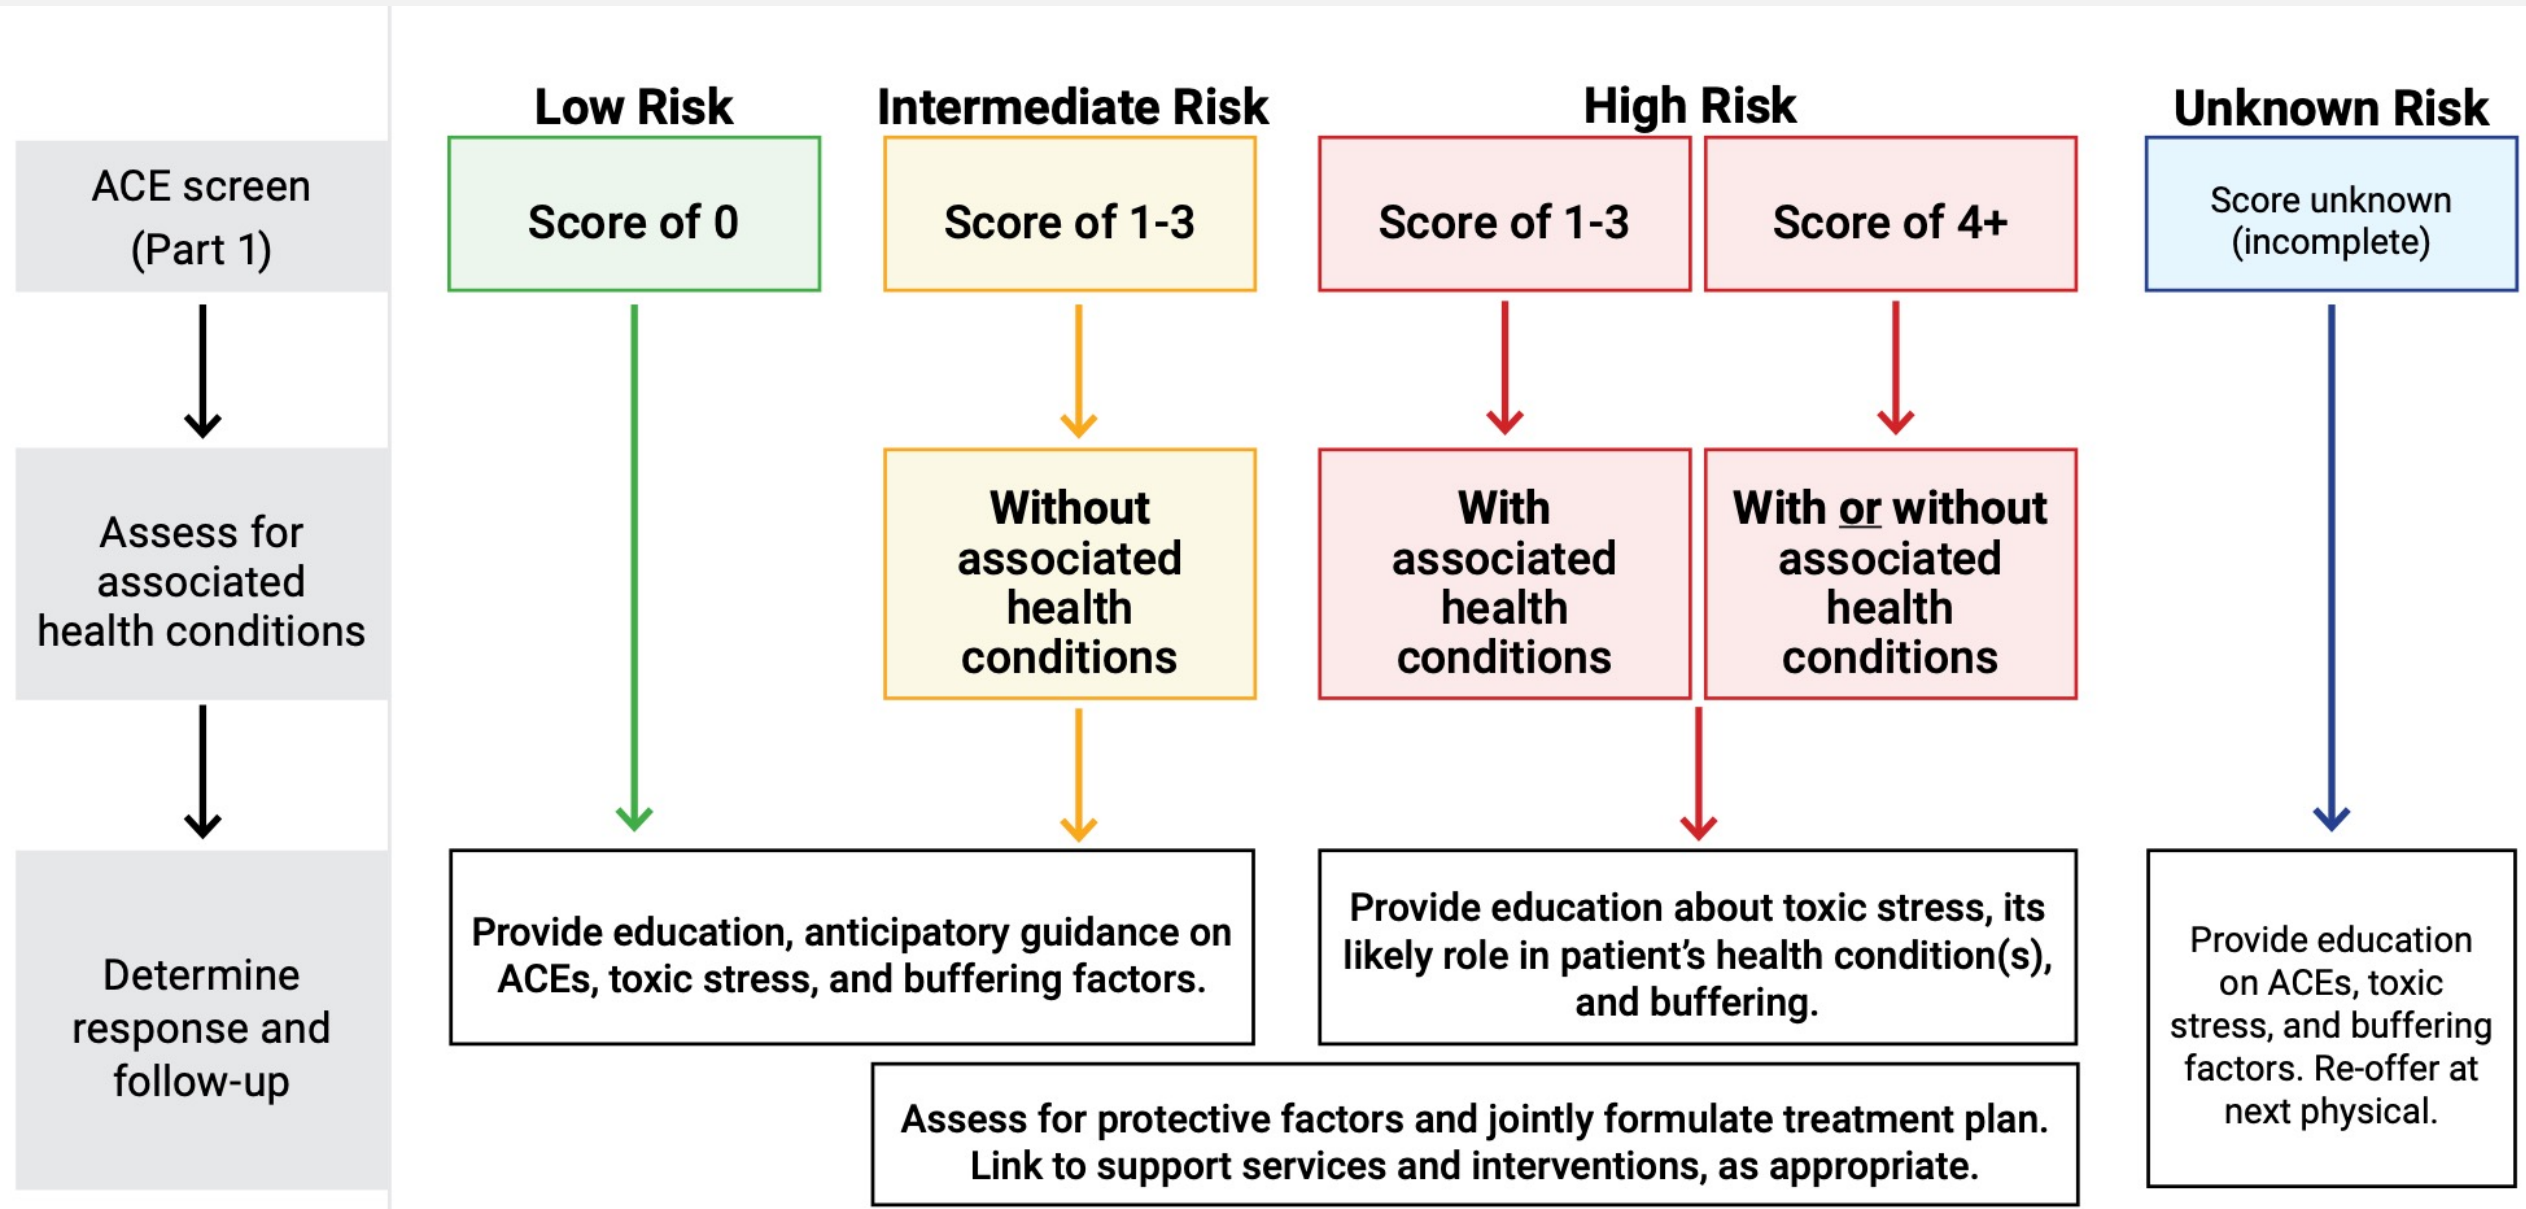 Low Risk
Intermediate Risk
High Risk
Unknown Risk
ACE screen
(Part 1)
Score of 0
Score of 1-3
Score of 1-3
Score of 4+
Score unknown
(incomplete)
Assess for
associated
health conditions
Without
associated
health
conditions
With
associated
health
conditions
With or without
associated
health
conditions
Determine
response and
follow-up
Provide education, anticipatory guidance on
ACEs, toxic stress, and buffering factors.
Provide education about toxic stress, its
likely role in patient’s health condition(s),
and buffering.
Assess for protective factors and jointly formulate treatment plan.
Link to support services and interventions, as appropriate.
Provide education
on ACEs, toxic
stress, and buffering
factors. Re-offer at
next physical.